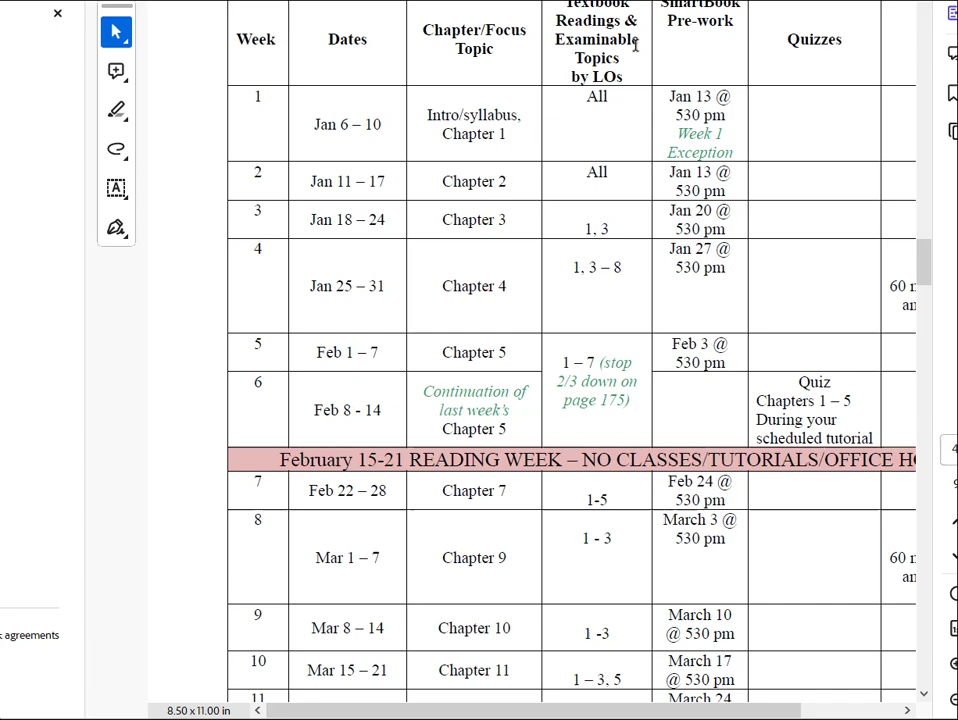 Textbook
SmartBook
Week
Dates
Chapter/Focus
Topic
Readings &
Examinable
Topics
by LOs
Pre-work
Quizzes
1
Jan 6 – 10
Intro/syllabus,
Chapter 1
All
Jan 13 @
530 pm
Week 1
Exception
2
Jan 11 – 17
Chapter 2
All
Jan 13 @
530 pm
3
Jan 18 – 24
Chapter 3
1, 3
Jan 20 @
530 pm
4
Jan 25 – 31
Chapter 4
1, 3 – 8
Jan 27 @
530 pm
60
an
5
Feb 1 – 7
Chapter 5
1 – 7 (stop
2/3 down on
page 175)
Feb 3 @
530 pm
6
Feb 8 - 14
Continuation of
last week's
Chapter 5
Quiz
Chapters 1 – 5
During your
scheduled tutorial
February 15-21 READING WEEK – NO CLASSES/TUTORIALS/OFFICE
7
Feb 22 – 28
Chapter 7
1-5
Feb 24 @
530 pm
8
Mar 1 – 7
Chapter 9
1 - 3
March 3 @
530 pm
60
an
9
Mar 8 – 14
Chapter 10
1 -3
March 10
@ 530 pm
10
Mar 15 – 21
Chapter 11
1 – 3, 5
March 17
@ 530 pm
11
March 24
agreements
8.50 x 11.00 in